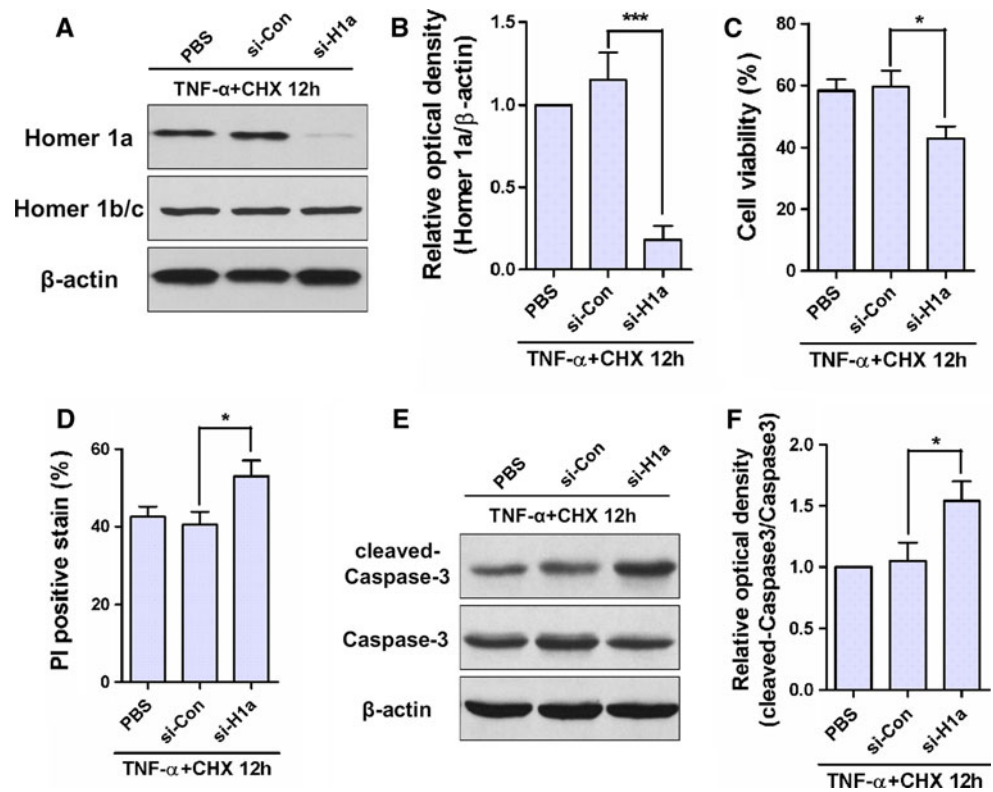 A
PBS
si-Con
si-H1a
TNF-α+CHX 12h
Homer 1a
Homer 1b/c
β-actin
B
Relative optical density
(Homer 1a/β-actin)
1.5
1.0
0.5
0.0
***
PBS
si-Con
si-H1a
TNF-α+CHX 12h
C
Cell viability (%)
80
60
40
20
0
*
PBS
si-Con
si-H1a
TNF-α+CHX 12h
D
PI positive stain (%)
60
40
20
0
*
PBS
si-Con
si-H1a
TNF-α+CHX 12h
E
PBS
si-Con
si-H1a
TNF-α+CHX 12h
cleaved-
Caspase-3
Caspase-3
β-actin
F
Relative optical density
(cleaved-Caspase3/Caspase3)
2.0
1.5
1.0
0.5
0.0
*
PBS
si-Con
si-H1a
TNF-α+CHX 12h